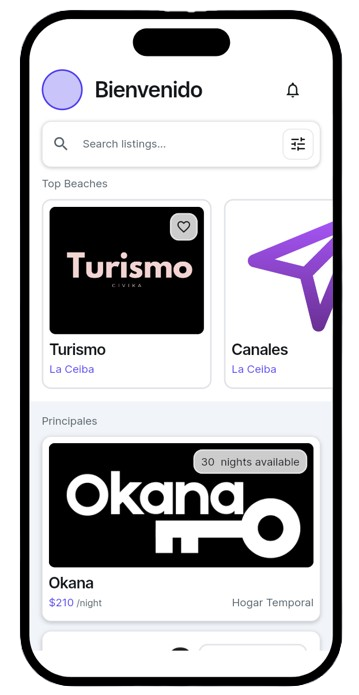 Bienvenido
Search listings...
Top Beaches
Turismo
CIVIKA
Turismo
La Ceiba
Canales
La Ceiba
Principales
30 nights available
Okana
Okana
$210 /night
Hogar Temporal